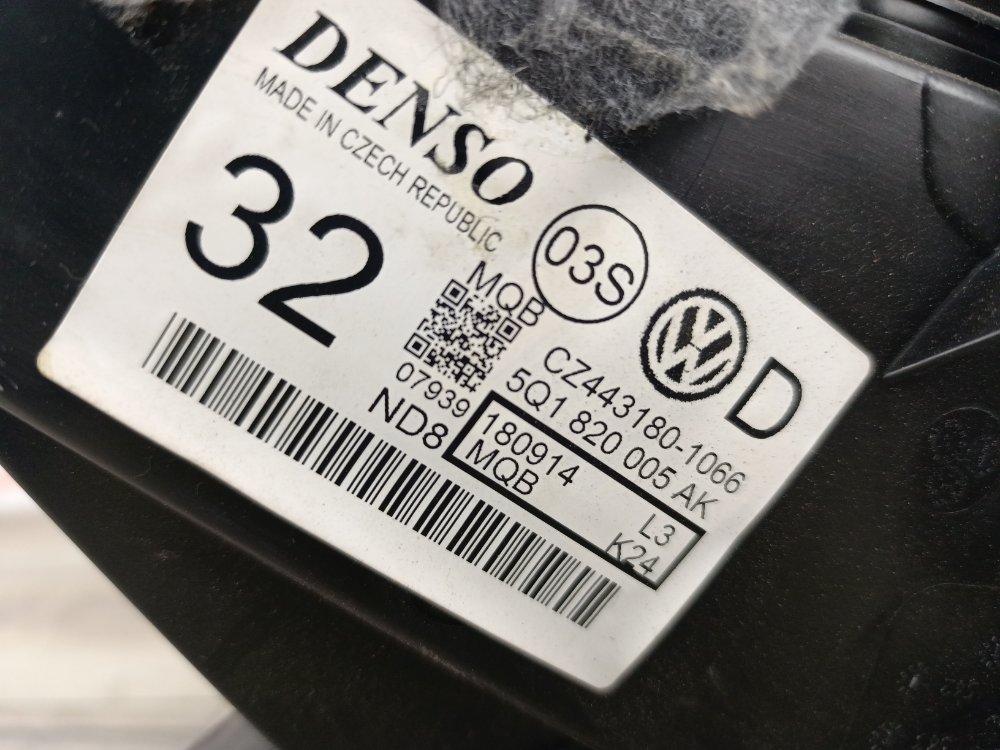 DENSO
MADE IN CZECH REPUBLIC
32
03S
MQB
D
CZ443180-1066
5Q1 820 005 AK
07939
ND8
180914
L3
MQB
K24